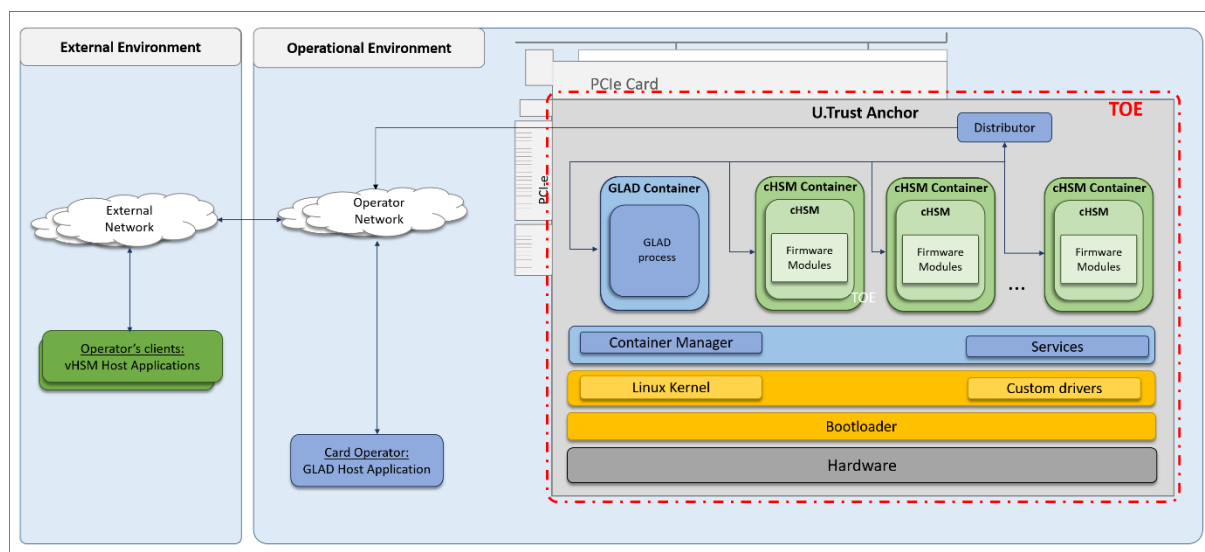 External Environment
Operational Environment
PCIe Card
TOE
U.Trust Anchor
Distributor
PCI-e
GLAD Container
cHSM Container
cHSM Container
cHSM Container
cHSM
cHSM
cHSM
External
Network
Operator
Network
GLAD
process
Firmware
Modules
Firmware
Modules
Firmware
Modules
...
TOE
Operator's clients:
vHSM Host Applications
Container Manager
Services
Linux Kernel
Custom drivers
Bootloader
Card Operator:
GLAD Host Application
Hardware